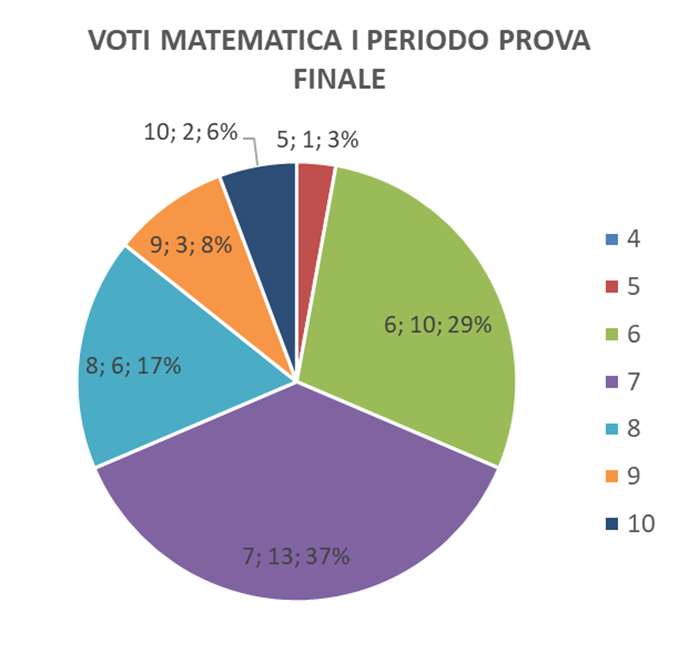 VOTI MATEMATICA I PERIODO PROVA
FINALE
10; 2; 6%
5; 1; 3%
9; 3; 8%
6; 10; 29%
8; 6; 17%
7; 13; 37%
4
5
6
7
8
9
10